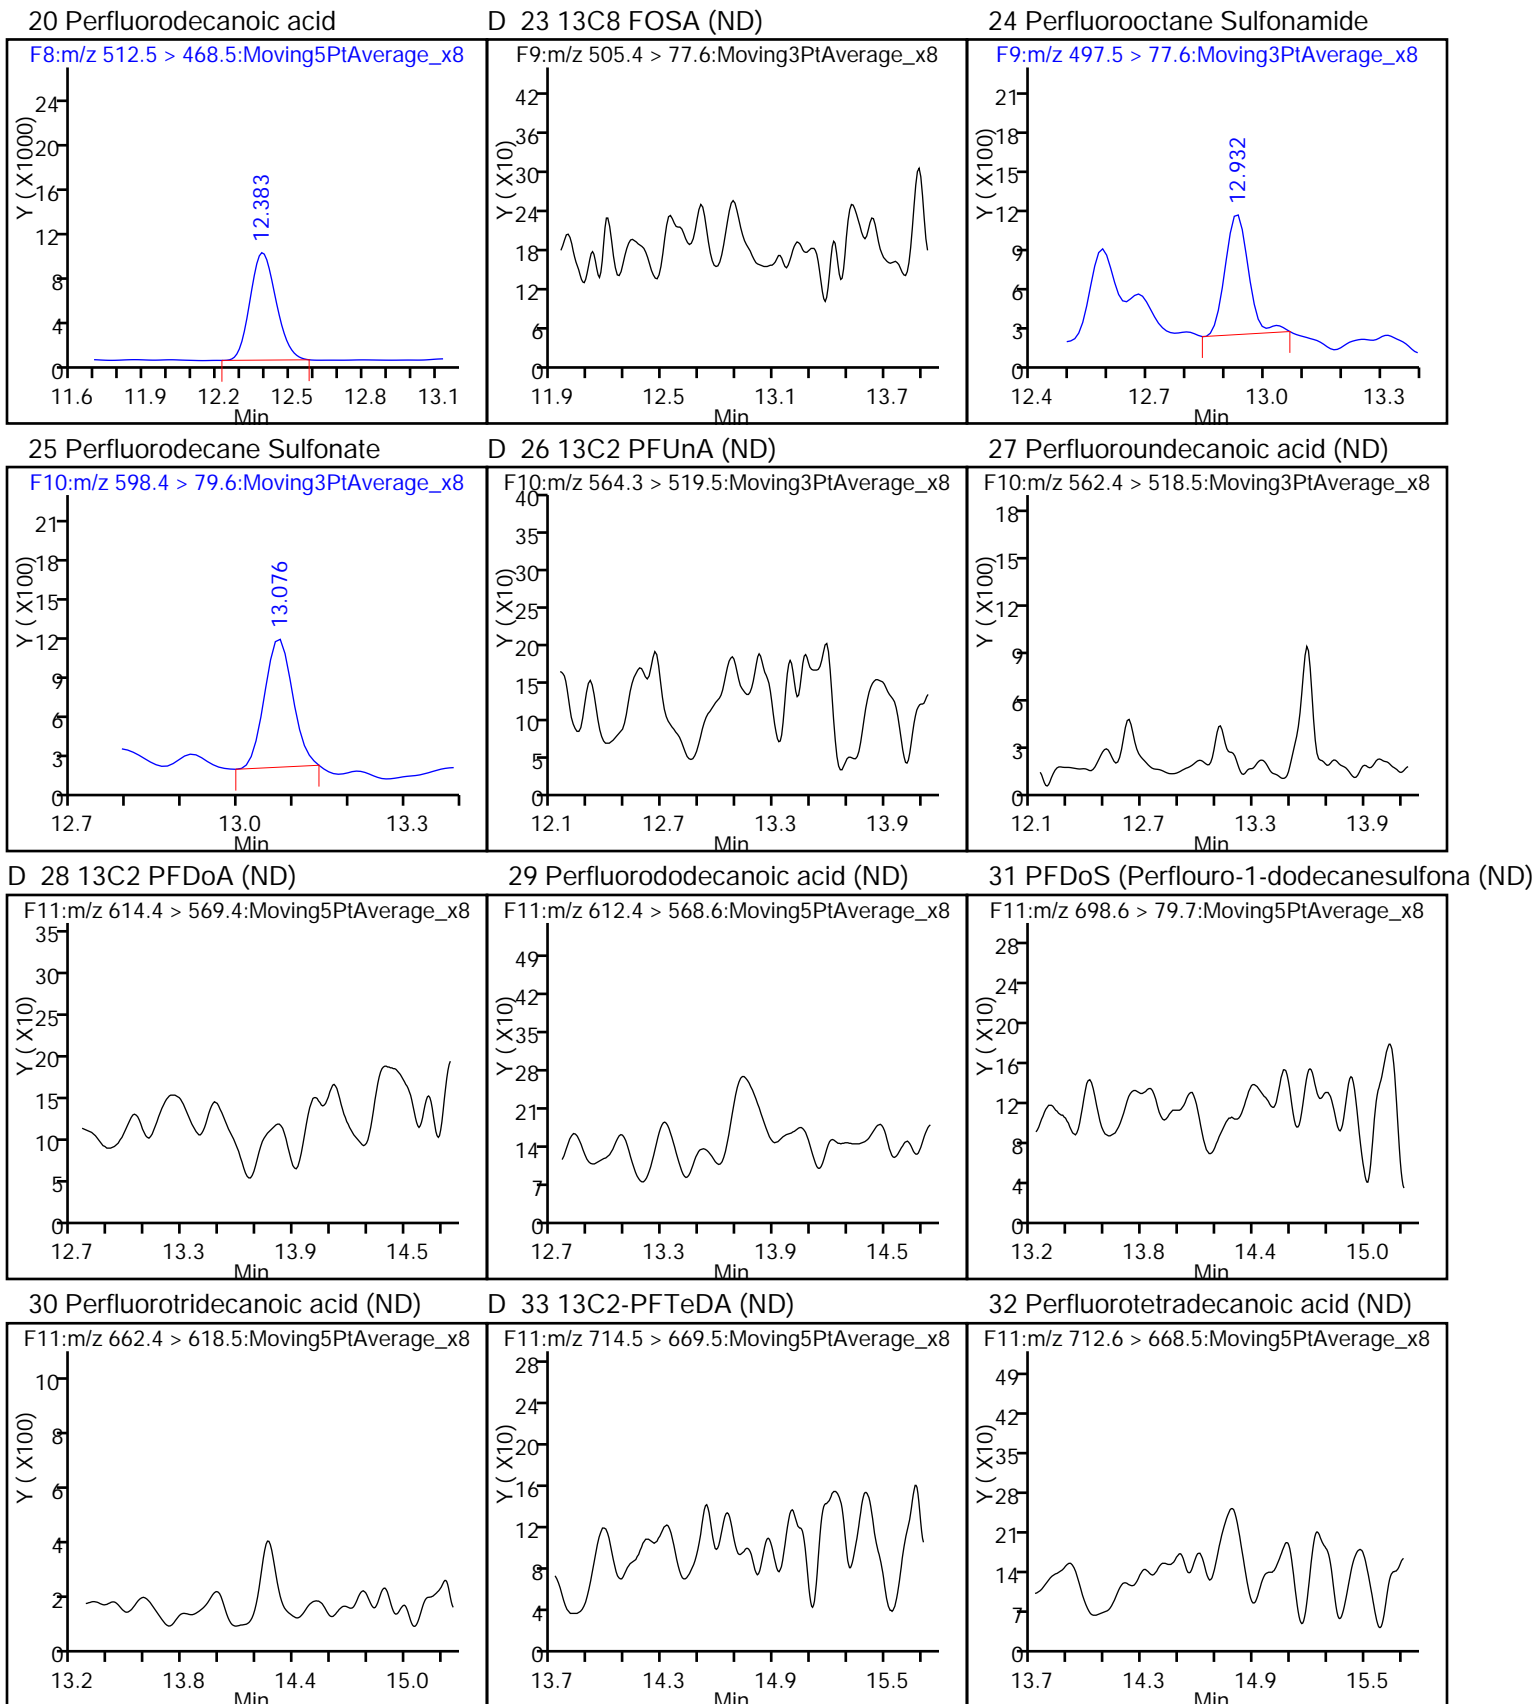 20 Perfluorodecanoic acid
F8:m/z 512.5 > 468.5:Moving5PtAverage_x8
Y ( X1000)
24
20
16
12
8
4
0
12.383
11.6 11.9 12.2 12.5 12.8 13.1
Min
D 23 13C8 FOSA (ND)
F9:m/z 505.4 > 77.6:Moving3PtAverage_x8
Y ( X10)
42
36
30
24
18
12
6
0
11.9 12.5 13.1 13.7
Min
24 Perfluorooctane Sulfonamide
F9:m/z 497.5 > 77.6:Moving3PtAverage_x8
Y ( X100)
21
18
15
12
9
6
3
0
12.932
12.4 12.7 13.0 13.3
Min
25 Perfluorodecane Sulfonate
F10:m/z 598.4 > 79.6:Moving3PtAverage_x8
Y ( X100)
21
18
15
12
9
6
3
0
13.076
12.7 13.0 13.3
Min
D 26 13C2 PFUnA (ND)
F10:m/z 564.3 > 519.5:Moving3PtAverage_x8
Y ( X10)
40
35
30
25
20
15
10
5
0
12.1 12.7 13.3 13.9
Min
27 Perfluoroundecanoic acid (ND)
F10:m/z 562.4 > 518.5:Moving3PtAverage_x8
Y ( X100)
18
15
12
9
6
3
0
12.1 12.7 13.3 13.9
Min
D 28 13C2 PFDoA (ND)
F11:m/z 614.4 > 569.4:Moving5PtAverage_x8
Y ( X10)
35
30
25
20
15
10
5
0
12.7 13.3 13.9 14.5
Min
29 Perfluorododecanoic acid (ND)
F11:m/z 612.4 > 568.6:Moving5PtAverage_x8
Y ( X10)
49
42
35
28
21
14
7
0
12.7 13.3 13.9 14.5
Min
31 PFDoS (Perflouro-1-dodecanesulfona (ND)
F11:m/z 698.6 > 79.7:Moving5PtAverage_x8
Y ( X10)
28
24
20
16
12
8
4
0
13.2 13.8 14.4 15.0
Min
30 Perfluorotridecanoic acid (ND)
F11:m/z 662.4 > 618.5:Moving5PtAverage_x8
Y ( X100)
10
8
6
4
2
0
13.2 13.8 14.4 15.0
Min
D 33 13C2-PFTeDA (ND)
F11:m/z 714.5 > 669.5:Moving5PtAverage_x8
Y ( X10)
28
24
20
16
12
8
4
0
13.7 14.3 14.9 15.5
Min
32 Perfluorotetradecanoic acid (ND)
F11:m/z 712.6 > 668.5:Moving5PtAverage_x8
Y ( X10)
49
42
35
28
21
14
7
0
13.7 14.3 14.9 15.5
Min